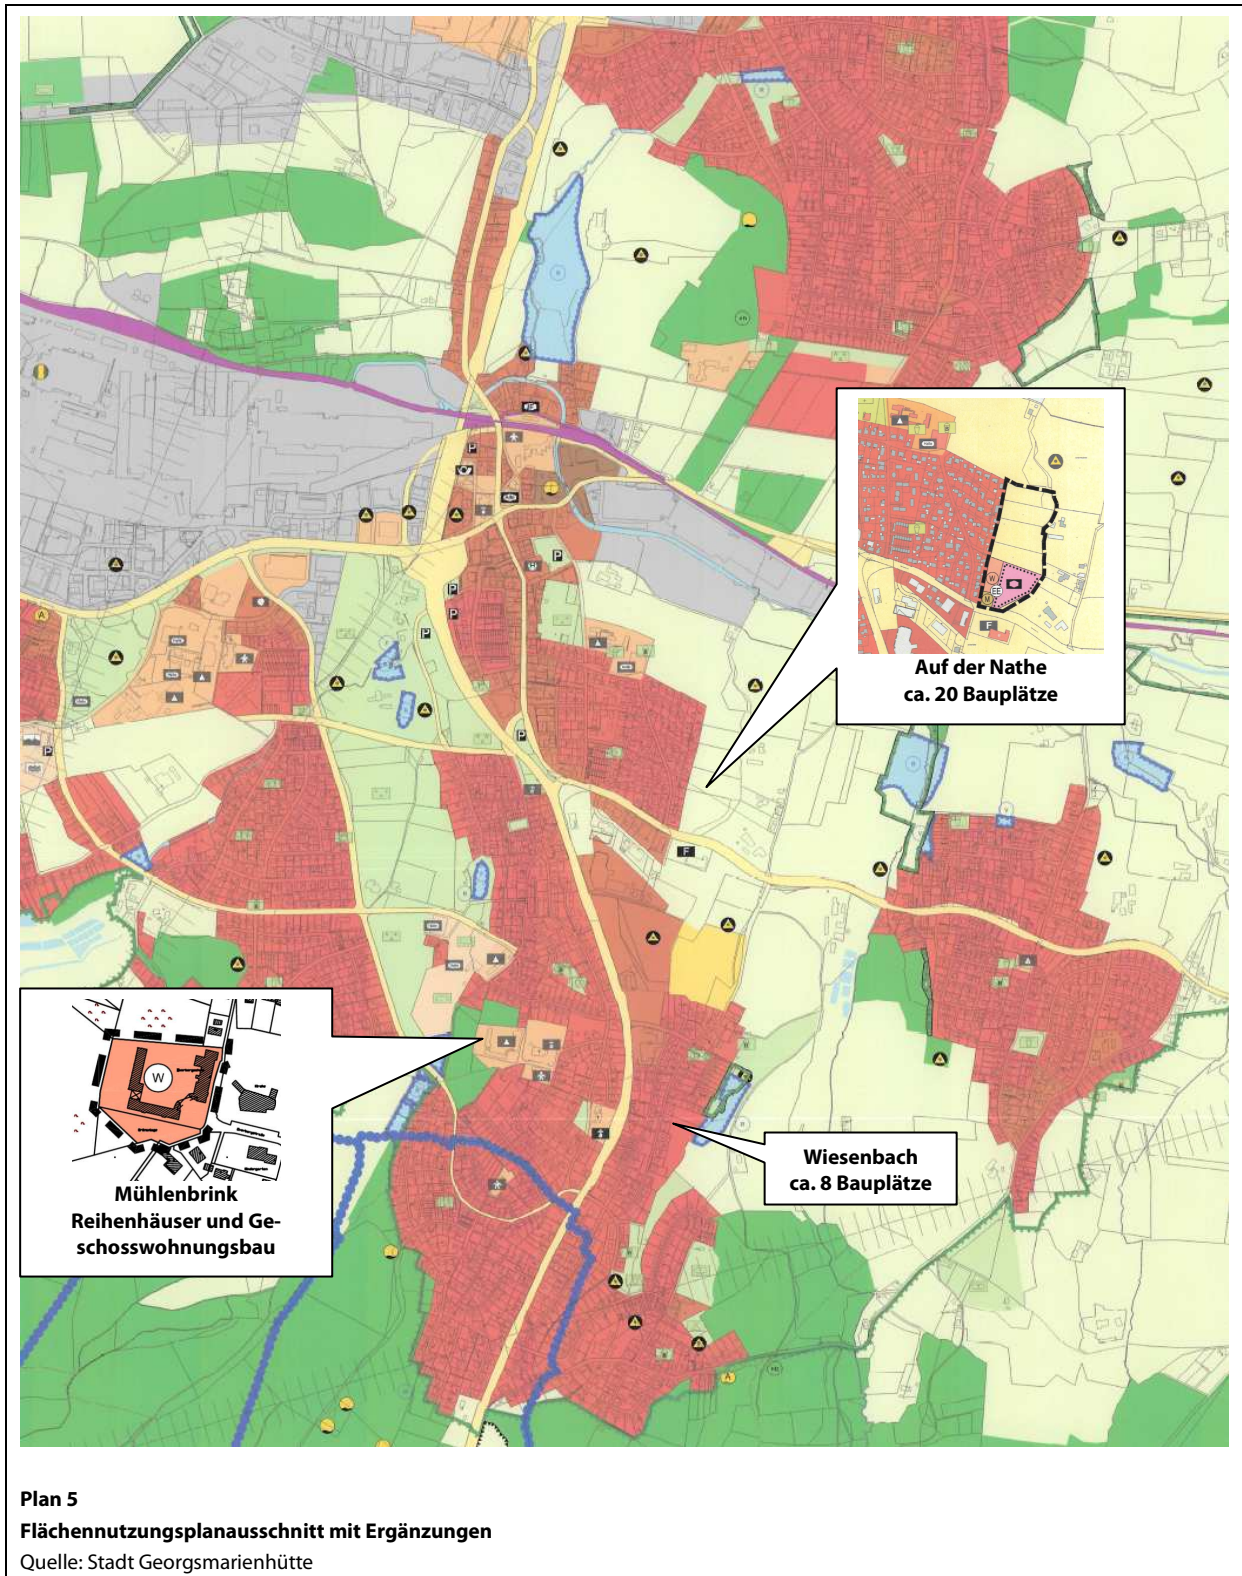 Auf der Nathe
ca. 20 Bauplätze
W
EE
M
F
F
P
P
P
P
P
P
P
A
A
W
Mühlenbrink
Reihenhäuser und Ge-
schosswohnungsbau
Wiesenbach
ca. 8 Bauplätze
Plan 5
Flächennutzungsplanausschnitt mit Ergänzungen
Quelle: Stadt Georgsmarienhütte